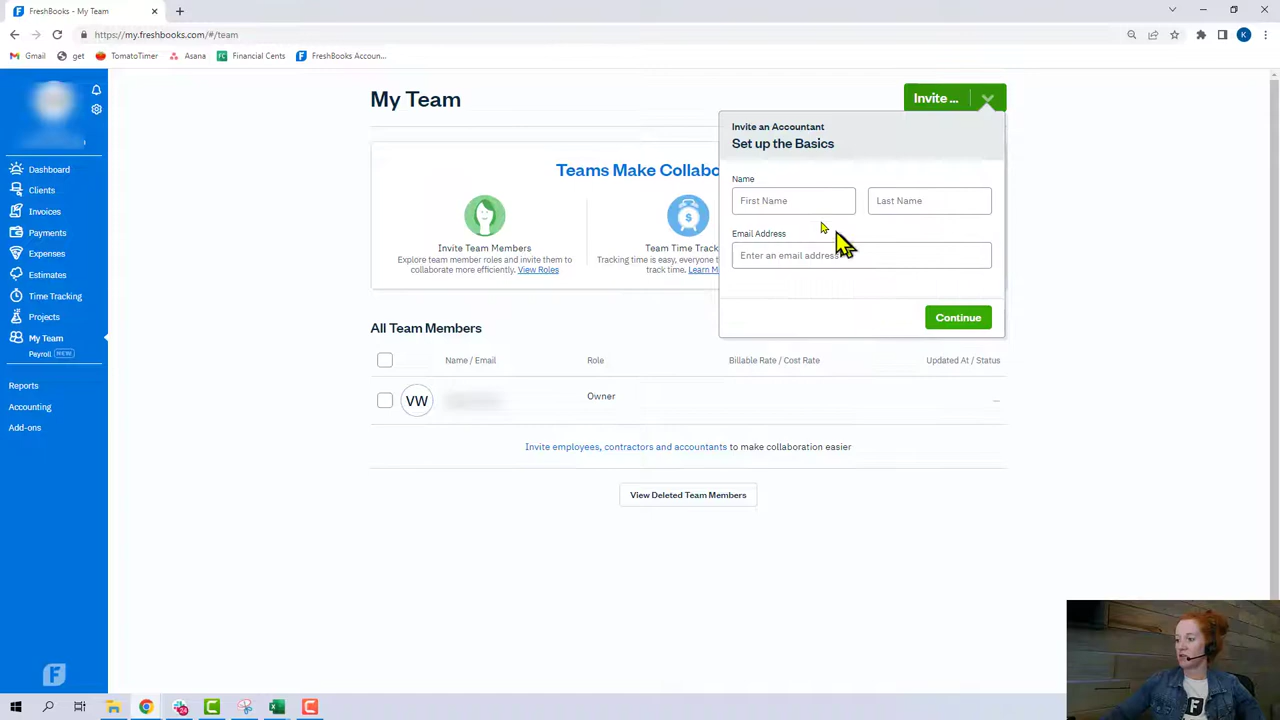 FreshBooks - My Team
https://my.freshbooks.com/#/team
K
Gmail
get
TomatoTimer
Asana
Financial Cents
FreshBooks Accoun...
Dashboard
Clients
Invoices
Payments
Expenses
Estimates
Time Tracking
Projects
My Team
Payroll NEW
Reports
Accounting
Add-ons
My Team
Invite ...
Invite an Accountant
Set up the Basics
Name
First Name
Last Name
Email Address
Enter an email address
Continue
Teams Make Collabo
Invite Team Members
Explore team member roles and invite them to
collaborate more efficiently. View Roles
Team Time Track
Tracking time is easy, everyone
track time. Learn M
All Team Members
Name / Email
Role
Billable Rate / Cost Rate
Updated At / Status
VW
Owner
—
Invite employees, contractors and accountants to make collaboration easier
View Deleted Team Members
F
24
F